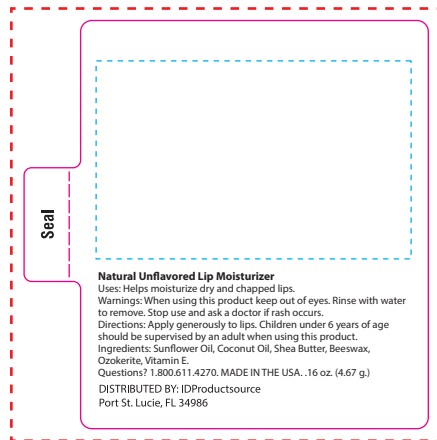 Seal
Natural Unflavored Lip Moisturizer
Uses: Helps moisturize dry and chapped lips.
Warnings: When using this product keep out of eyes. Rinse with water
to remove. Stop use and ask a doctor if rash occurs.
Directions: Apply generously to lips. Children under 6 years of age
should be supervised by an adult when using this product.
Ingredients: Sunflower Oil, Coconut Oil, Shea Butter, Beeswax,
Ozokerite, Vitamin E.
Questions? 1.800.611.4270. MADE IN THE USA. .16 oz. (4.67 g.)
DISTRIBUTED BY: IDProductsource
Port St. Lucie, FL 34986